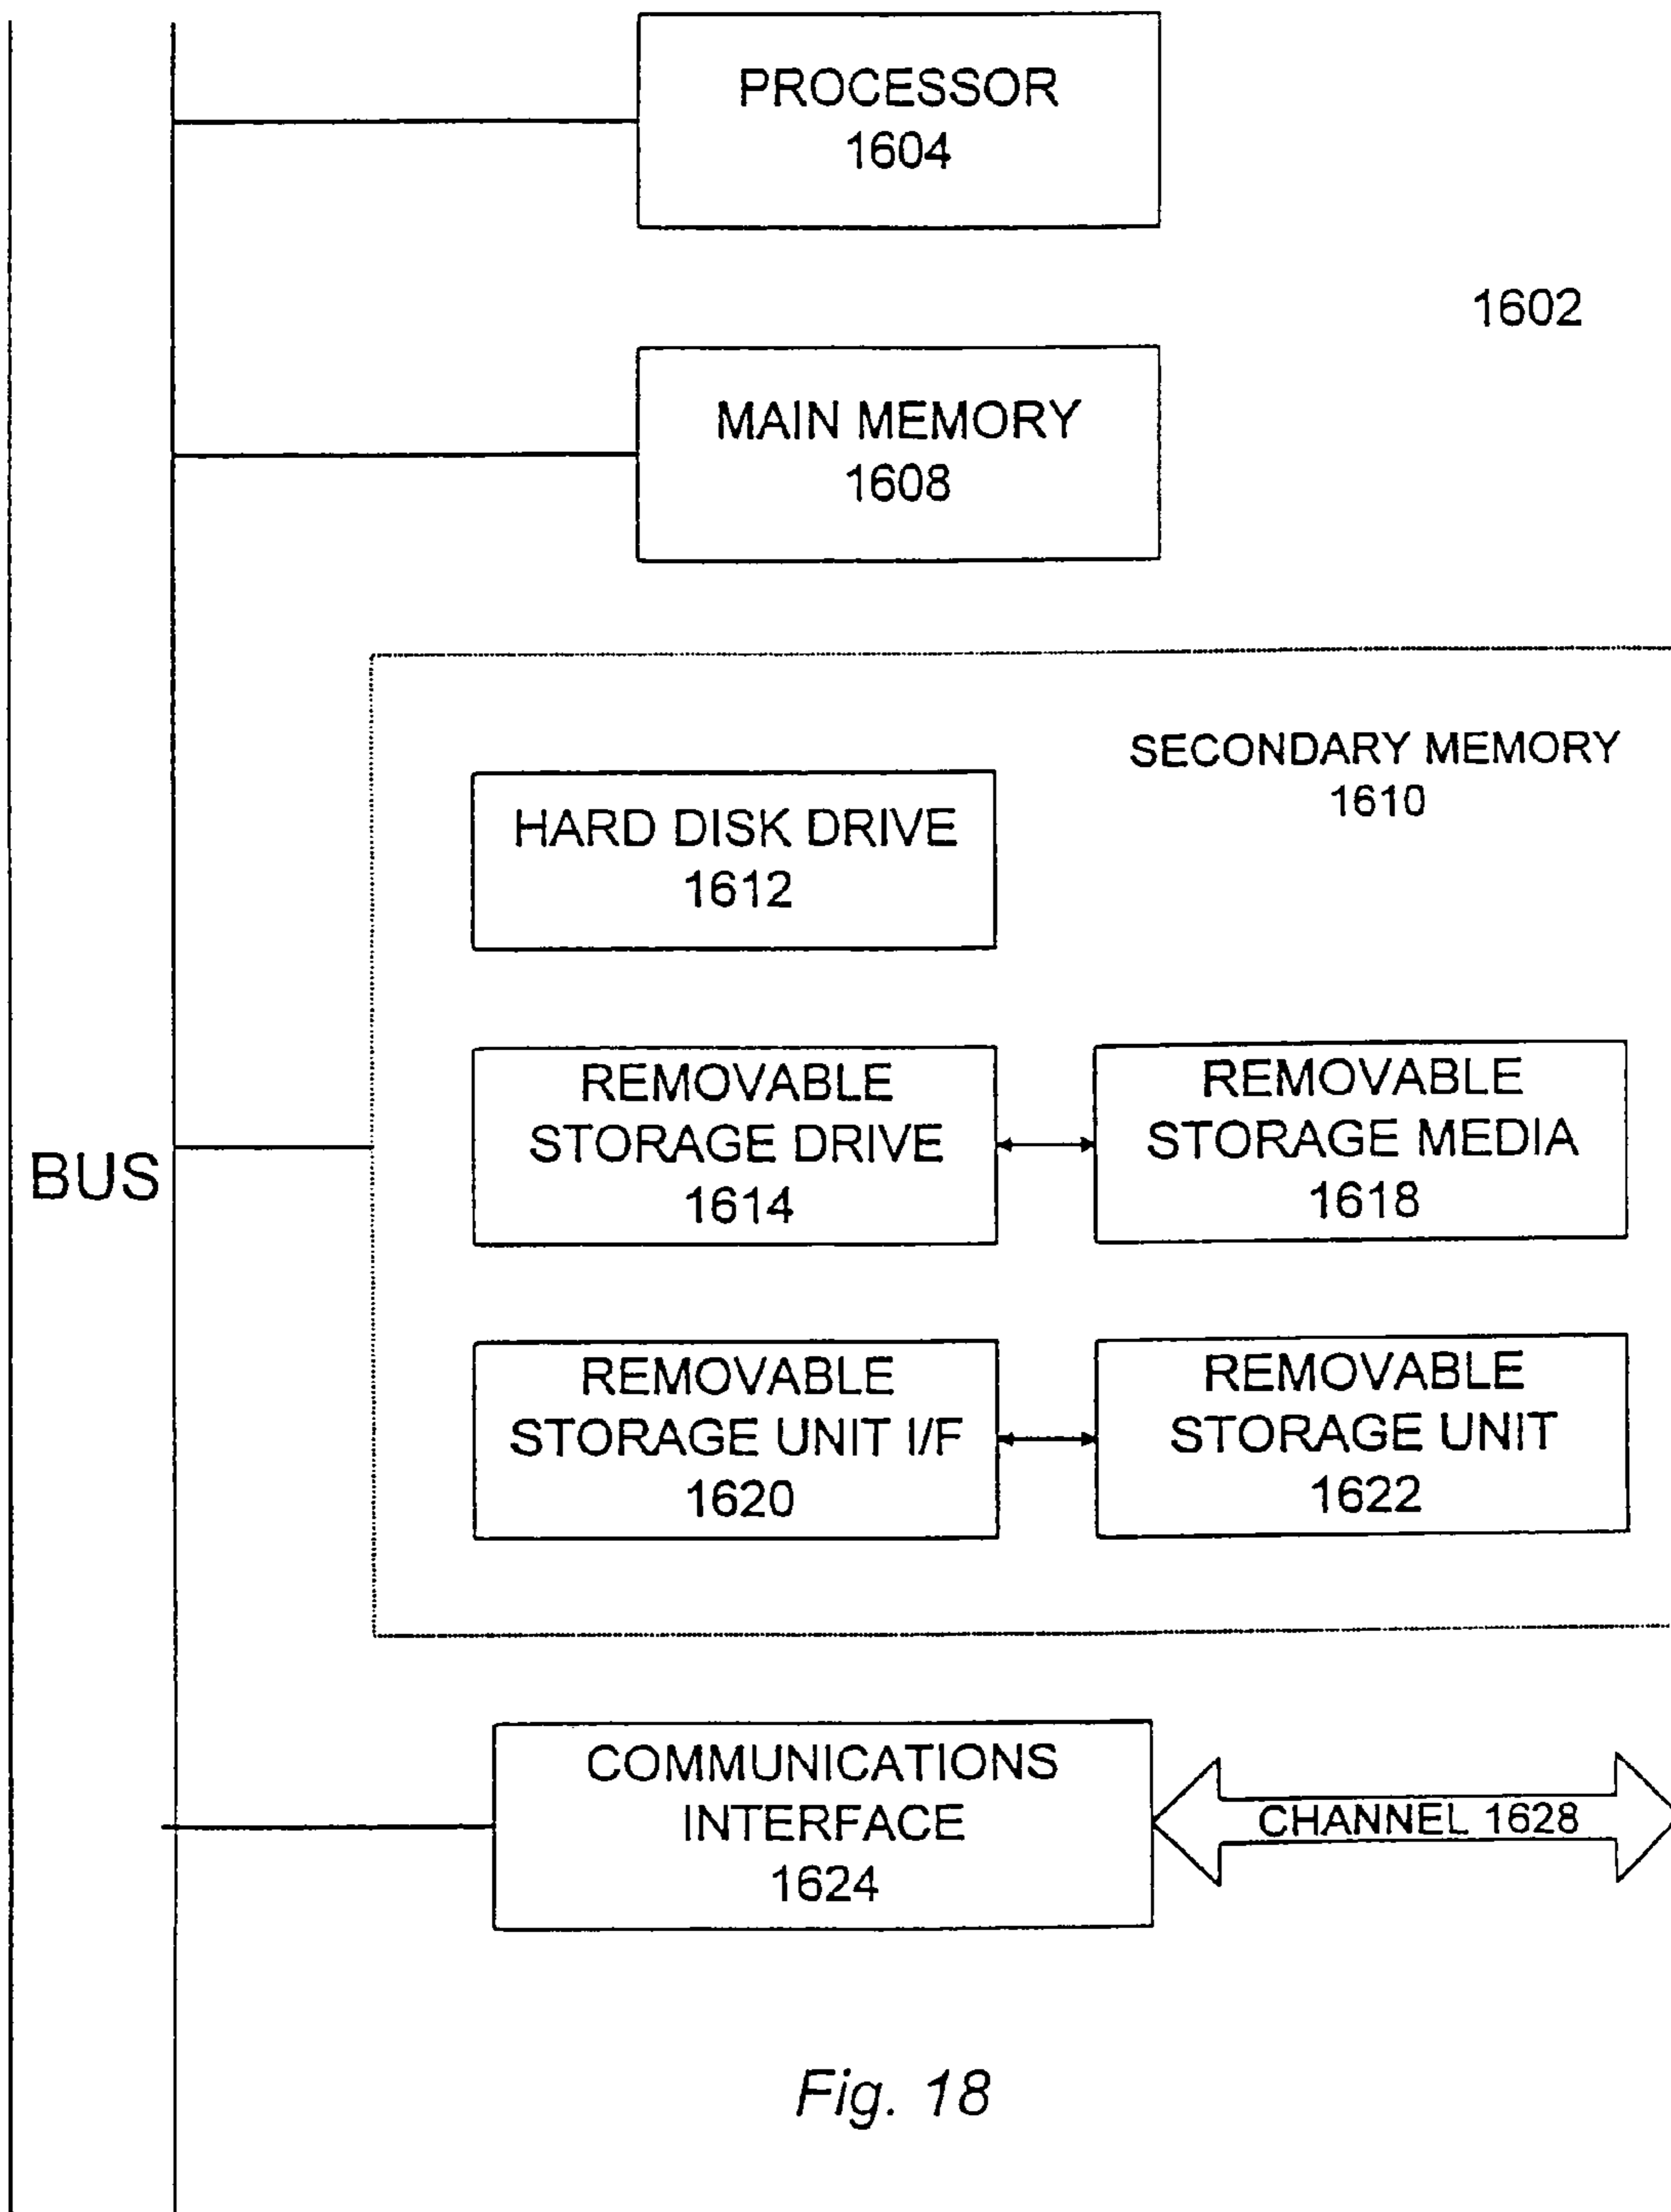 PROCESSOR
1604
1602
MAIN MEMORY
1608
SECONDARY MEMORY
1610
HARD DISK DRIVE
1612
REMOVABLE
STORAGE DRIVE
1614
REMOVABLE
STORAGE MEDIA
1618
BUS
REMOVABLE
STORAGE UNIT I/F
1620
REMOVABLE
STORAGE UNIT
1622
COMMUNICATIONS
INTERFACE
1624
CHANNEL 1628
Fig. 18